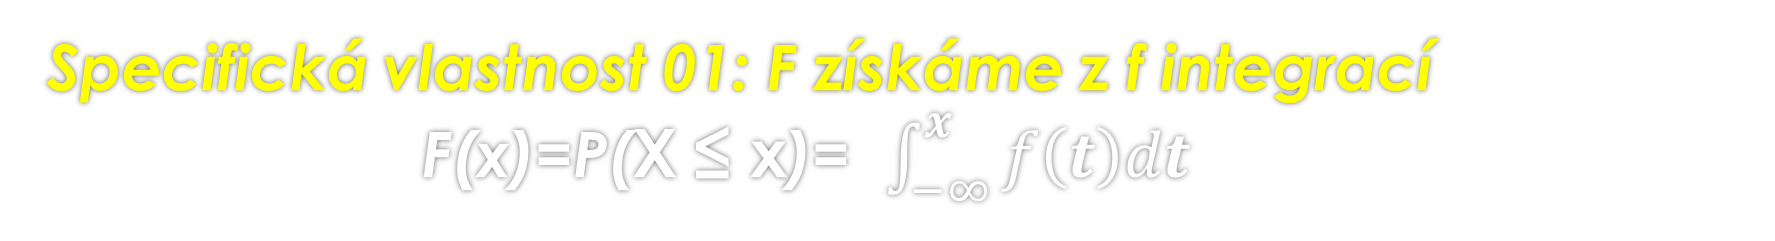 Specifická vlastnost 01: F získáme z f integrací
F(x)=P(X ≤ x)= ∫_{-∞}^{x} f(t)dt